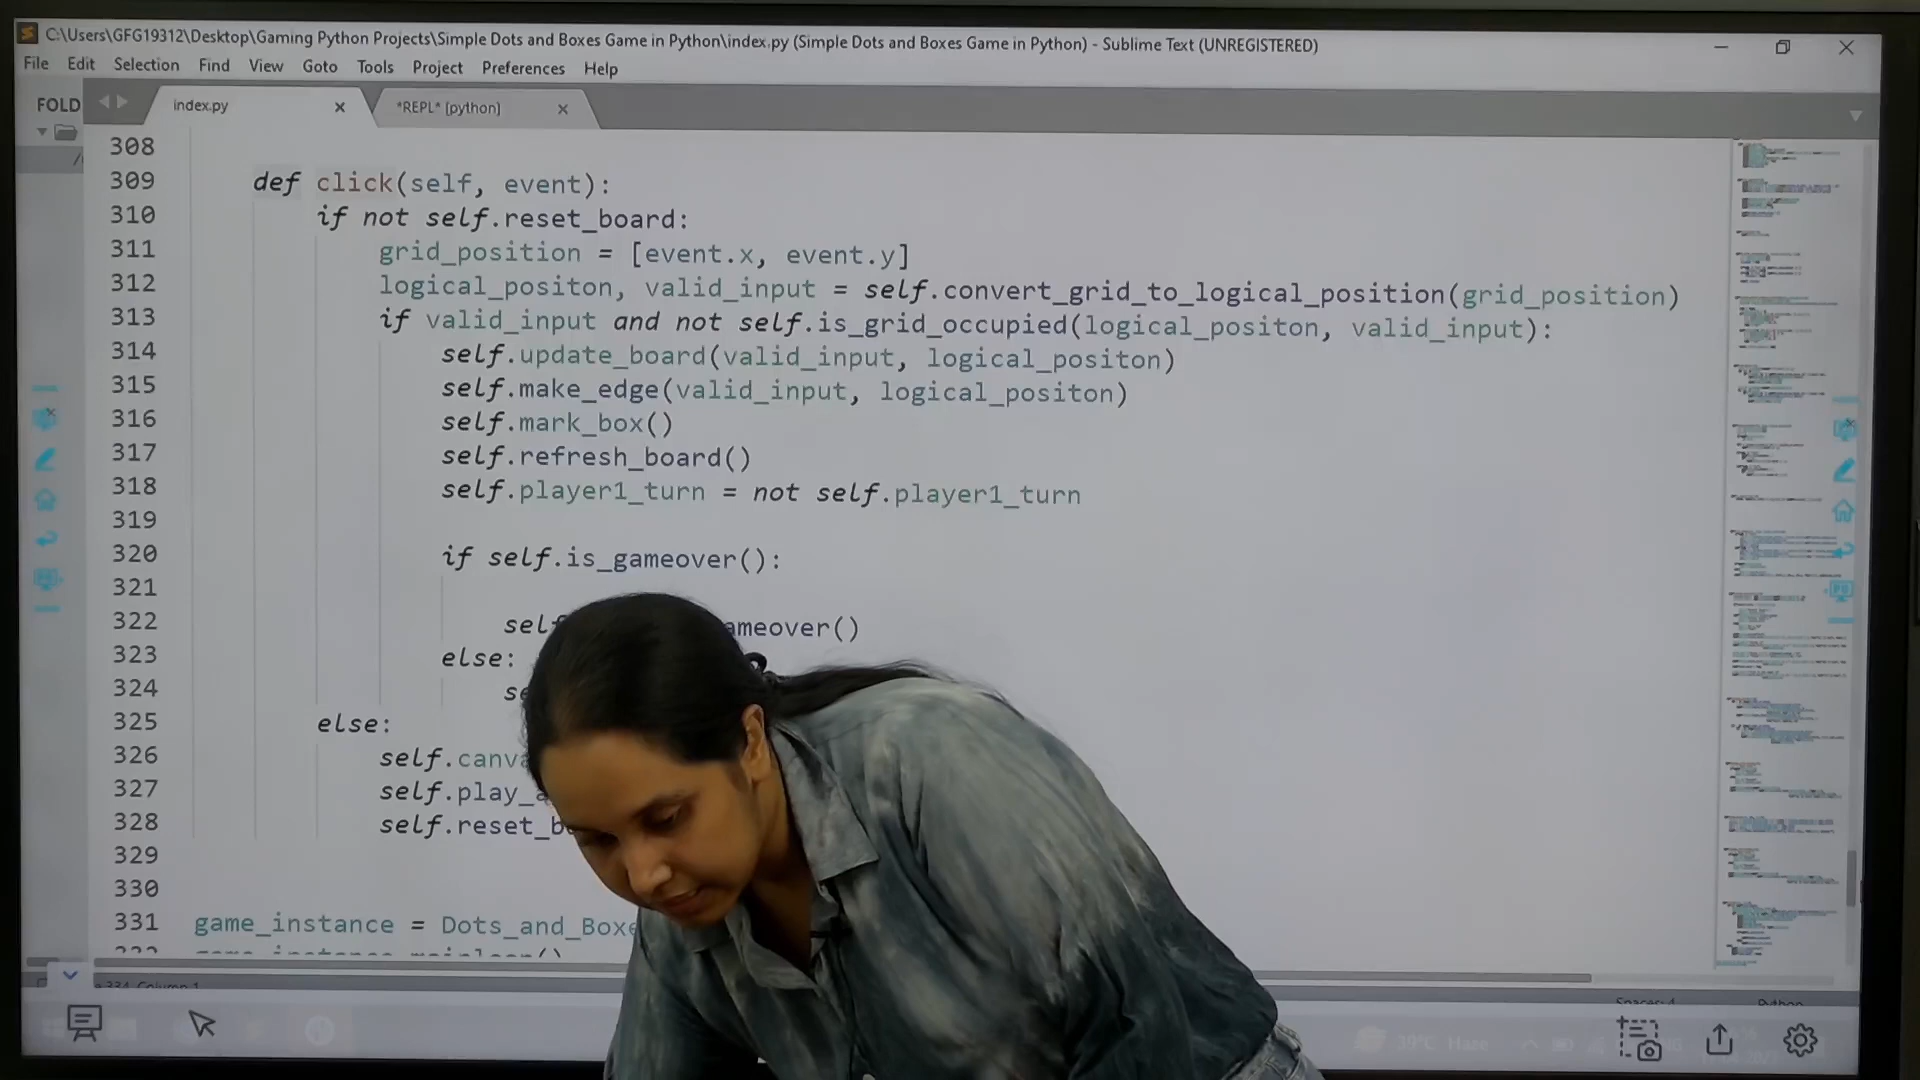 C:\Users\GFG19312\Desktop\Gaming Python Projects\Simple Dots and Boxes Game in Python\index.py (Simple Dots and Boxes Game in Python) - Sublime Text (UNREGISTERED)
File Edit Selection Find View Goto Tools Project Preferences Help
FOLD index.py *REPL* [python]
308
309 def click(self, event):
310 if not self.reset_board:
311 grid_position = [event.x, event.y]
312 logical_positon, valid_input = self.convert_grid_to_logical_position(grid_position)
313 if valid_input and not self.is_grid_occupied(logical_positon, valid_input):
314 self.update_board(valid_input, logical_positon)
315 self.make_edge(valid_input, logical_positon)
316 self.mark_box()
317 self.refresh_board()
318 self.player1_turn = not self.player1_turn
319
320 if self.is_gameover():
321
322 self ameover()
323 else:
324 se
325 else:
326 self.canva
327 self.play_a
328 self.reset_b
329
330
331 game_instance = Dots_and_Boxe
39°C Haze